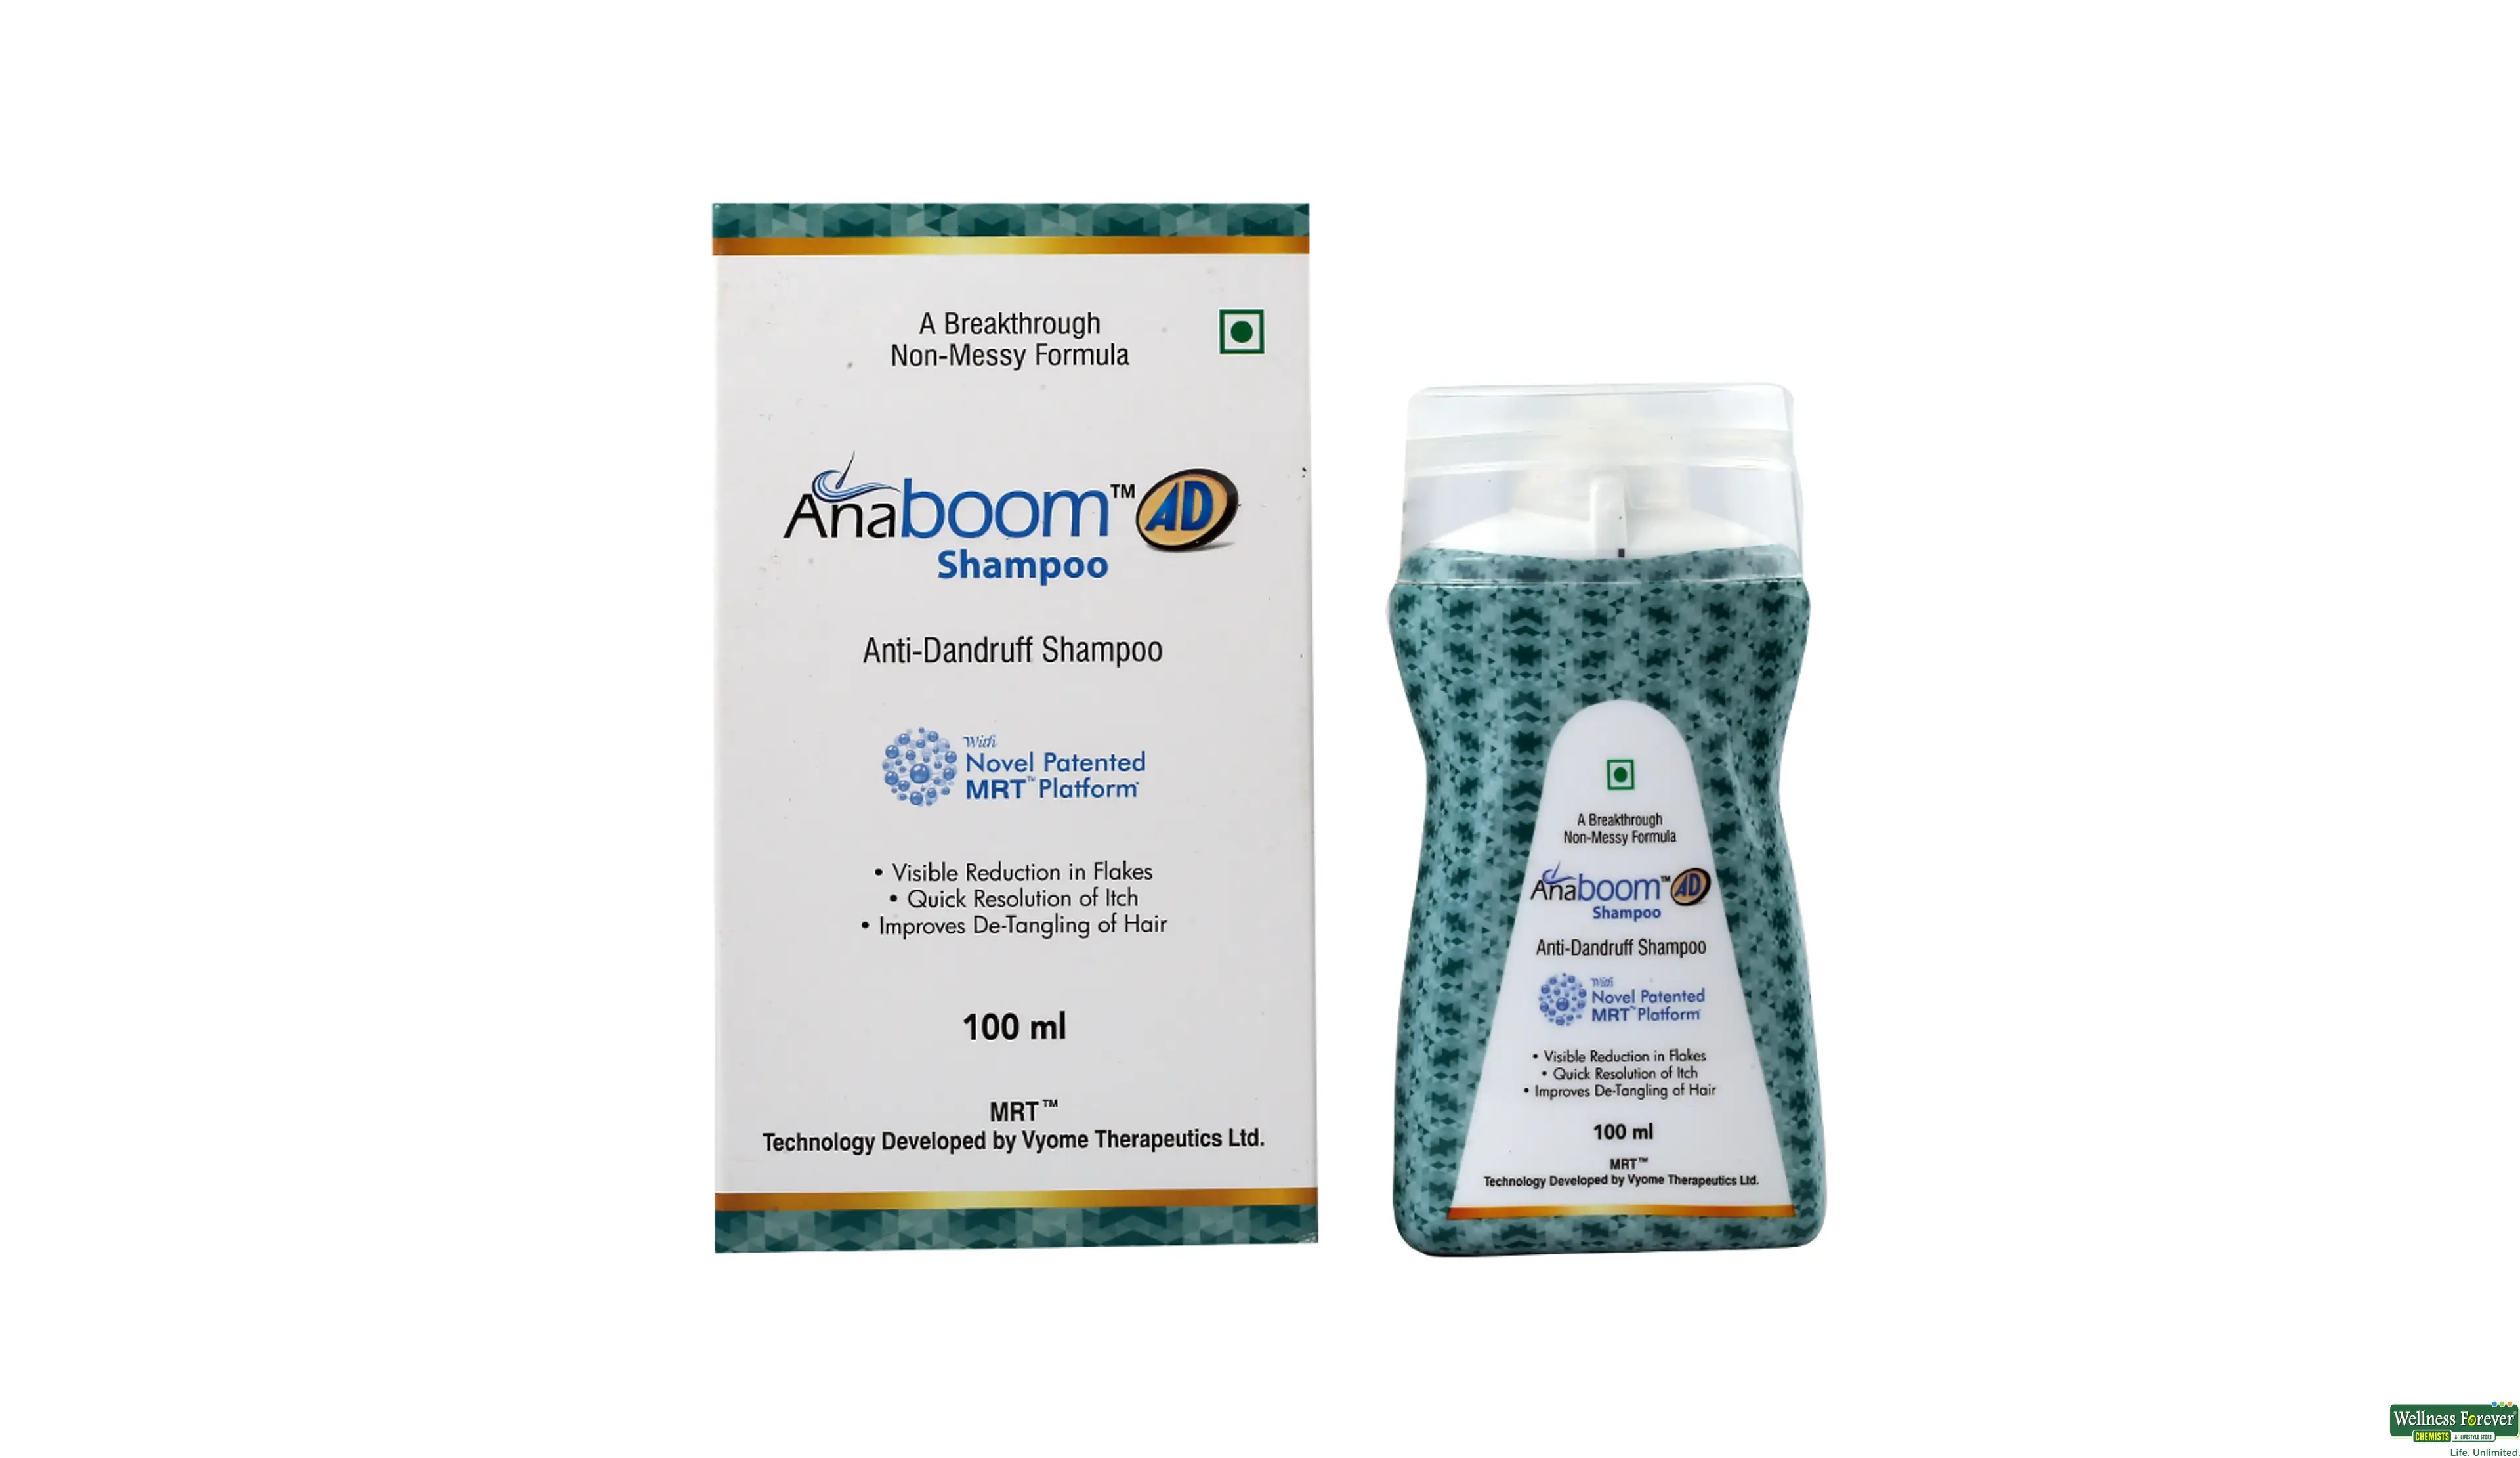 A Breakthrough
Non-Messy Formula
Anaboom™ AD
Shampoo
Anti-Dandruff Shampoo
With
Novel Patented
MRT™ Platform
• Visible Reduction in Flakes
• Quick Resolution of Itch
• Improves De-Tangling of Hair
100 ml
MRT™
Technology Developed by Vyome Therapeutics Ltd.
A Breakthrough
Non-Messy Formula
Anaboom™ AD
Shampoo
Anti-Dandruff Shampoo
With
Novel Patented
MRT™ Platform
• Visible Reduction in Flakes
• Quick Resolution of Itch
• Improves De-Tangling of Hair
100 ml
MRT™
Technology Developed by Vyome Therapeutics Ltd.
Wellness Forever
CHEMISTS 'N' LIFESTYLE STORE
Life. Unlimited.